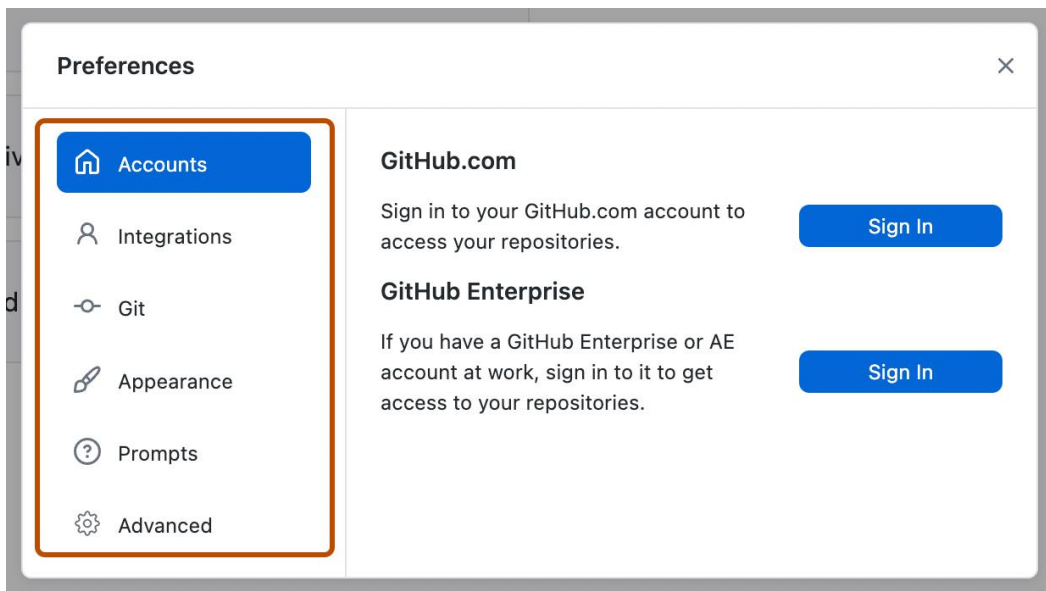 Preferences
Accounts
Integrations
Git
Appearance
Prompts
Advanced
GitHub.com
Sign in to your GitHub.com account to
access your repositories.
Sign In
GitHub Enterprise
If you have a GitHub Enterprise or AE
account at work, sign in to it to get
access to your repositories.
Sign In